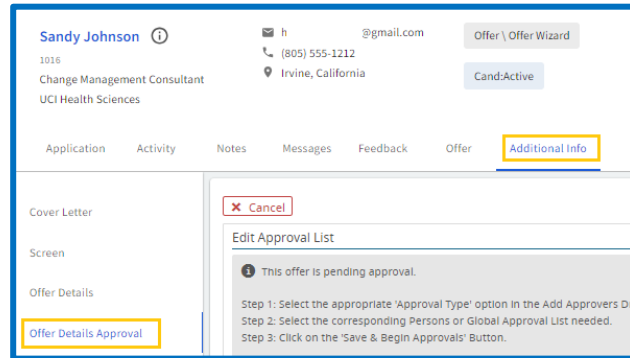 Sandy Johnson
1016
Change Management Consultant
UCI Health Sciences
h @gmail.com
(805) 555-1212
Irvine, California
Offer \ Offer Wizard
Cand:Active
Application Activity Notes Messages Feedback Offer Additional Info
Cover Letter
Screen
Offer Details
Offer Details Approval
Cancel
Edit Approval List
This offer is pending approval.
Step 1: Select the appropriate 'Approval Type' option in the Add Approvers D
Step 2: Select the corresponding Persons or Global Approval List needed.
Step 3: Click on the 'Save & Begin Approvals' Button.